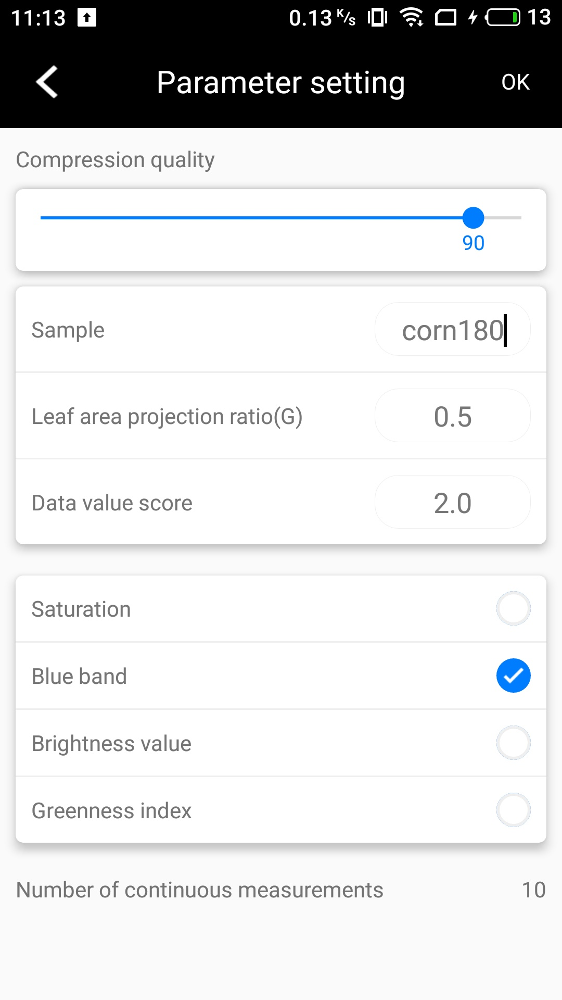 11:13 0.13 K/s 13
Parameter setting OK
Compression quality
90
Sample corn180
Leaf area projection ratio(G) 0.5
Data value score 2.0
Saturation
Blue band
Brightness value
Greenness index
Number of continuous measurements 10